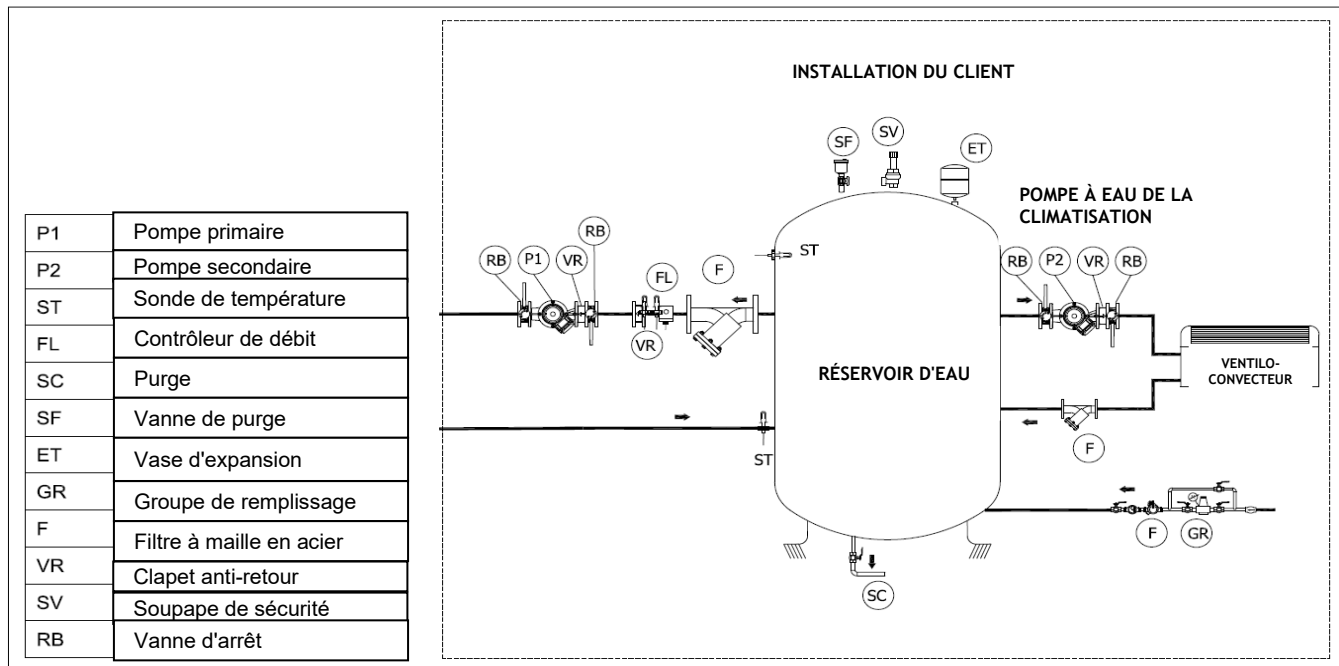 INSTALLATION DU CLIENT
SV
SF
ET
POMPE À EAU DE LA
CLIMATISATION
RB
ST
RB P1 VR
FL
F
RB P2 VR RB
VR
RÉSERVOIR D'EAU
VENTILO-
CONVECTEUR
F
ST
F GR
SC
P1 Pompe primaire
P2 Pompe secondaire
ST Sonde de température
FL Contrôleur de débit
SC Purge
SF Vanne de purge
ET Vase d'expansion
GR Groupe de remplissage
F Filtre à maille en acier
VR Clapet anti-retour
SV Soupape de sécurité
RB Vanne d'arrêt